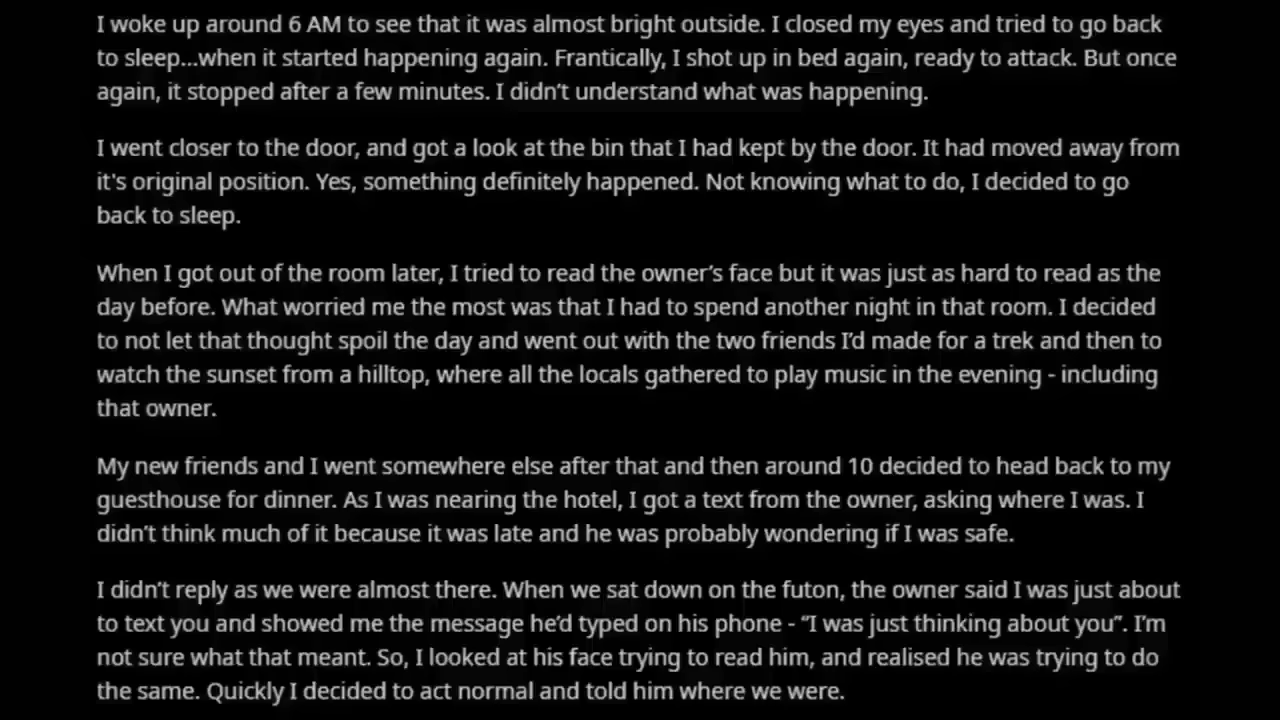 I woke up around 6 AM to see that it was almost bright outside. I closed my eyes and tried to go back
to sleep...when it started happening again. Frantically, I shot up in bed again, ready to attack. But once
again, it stopped after a few minutes. I didn’t understand what was happening.
I went closer to the door, and got a look at the bin that I had kept by the door. It had moved away from
it's original position. Yes, something definitely happened. Not knowing what to do, I decided to go
back to sleep.
When I got out of the room later, I tried to read the owner’s face but it was just as hard to read as the
day before. What worried me the most was that I had to spend another night in that room. I decided
to not let that thought spoil the day and went out with the two friends I’d made for a trek and then to
watch the sunset from a hilltop, where all the locals gathered to play music in the evening - including
that owner.
My new friends and I went somewhere else after that and then around 10 decided to head back to my
guesthouse for dinner. As I was nearing the hotel, I got a text from the owner, asking where I was. I
didn’t think much of it because it was late and he was probably wondering if I was safe.
I didn’t reply as we were almost there. When we sat down on the futon, the owner said I was just about
to text you and showed me the message he’d typed on his phone - “I was just thinking about you”. I’m
not sure what that meant. So, I looked at his face trying to read him, and realised he was trying to do
the same. Quickly I decided to act normal and told him where we were.